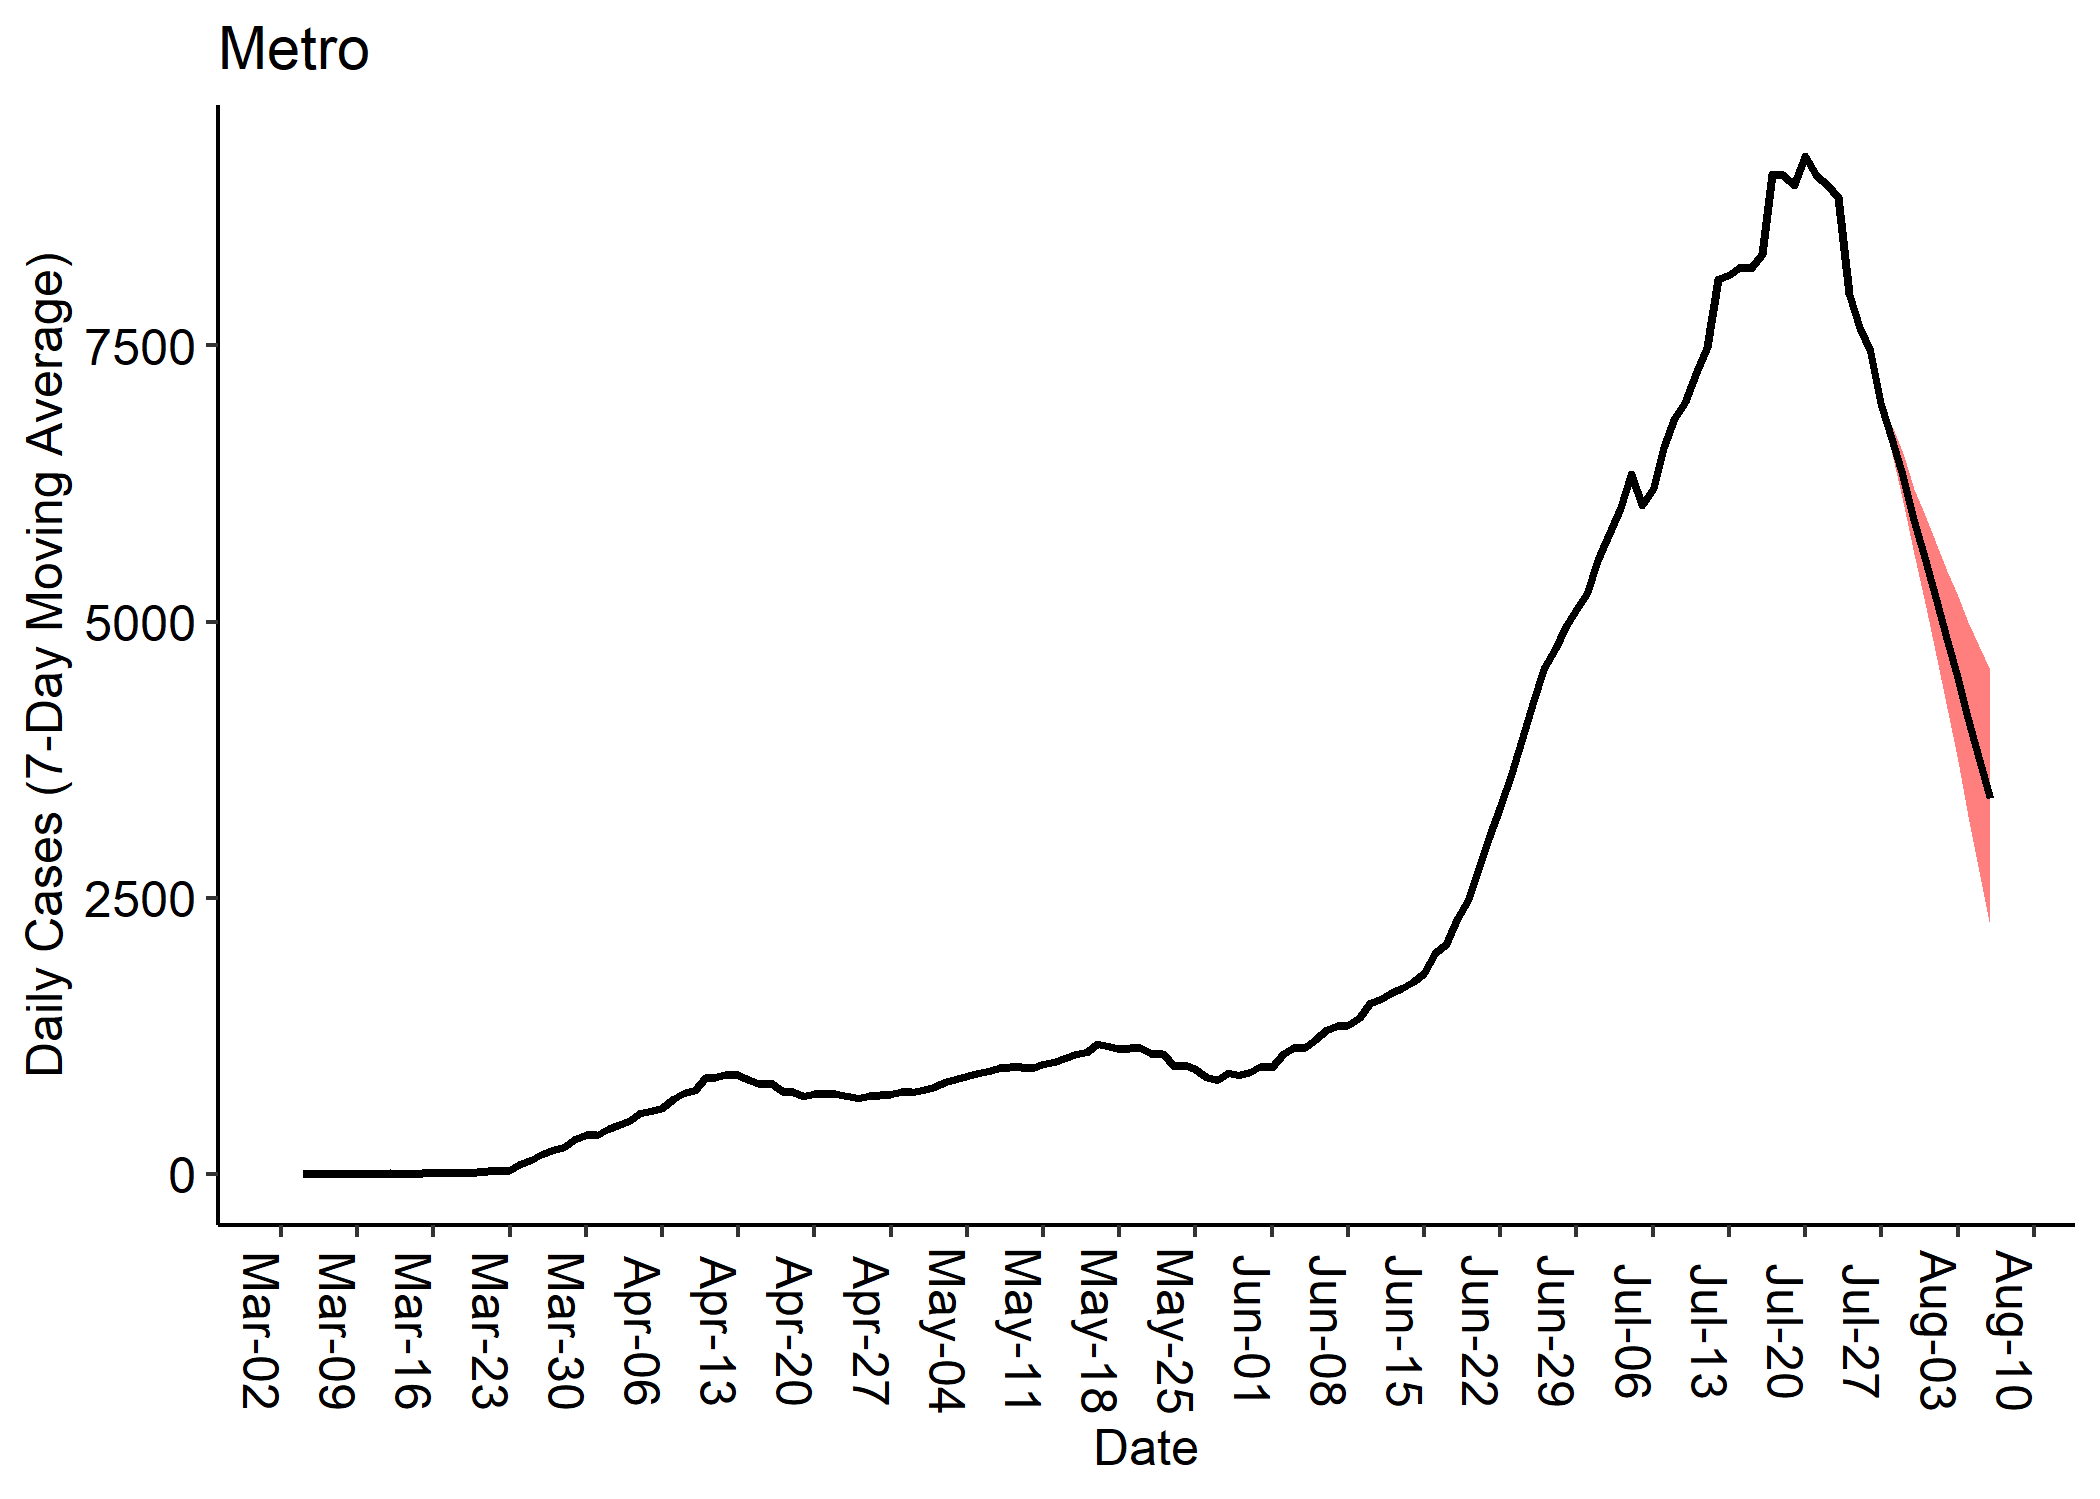 Metro
Daily Cases (7-Day Moving Average)
7500
5000
2500
0
Mar-02
Mar-09
Mar-16
Mar-23
Mar-30
Apr-06
Apr-13
Apr-20
Apr-27
May-04
May-11
May-18
May-25
Jun-01
Jun-08
Jun-15
Jun-22
Jun-29
Jul-06
Jul-13
Jul-20
Jul-27
Aug-03
Aug-10
Date